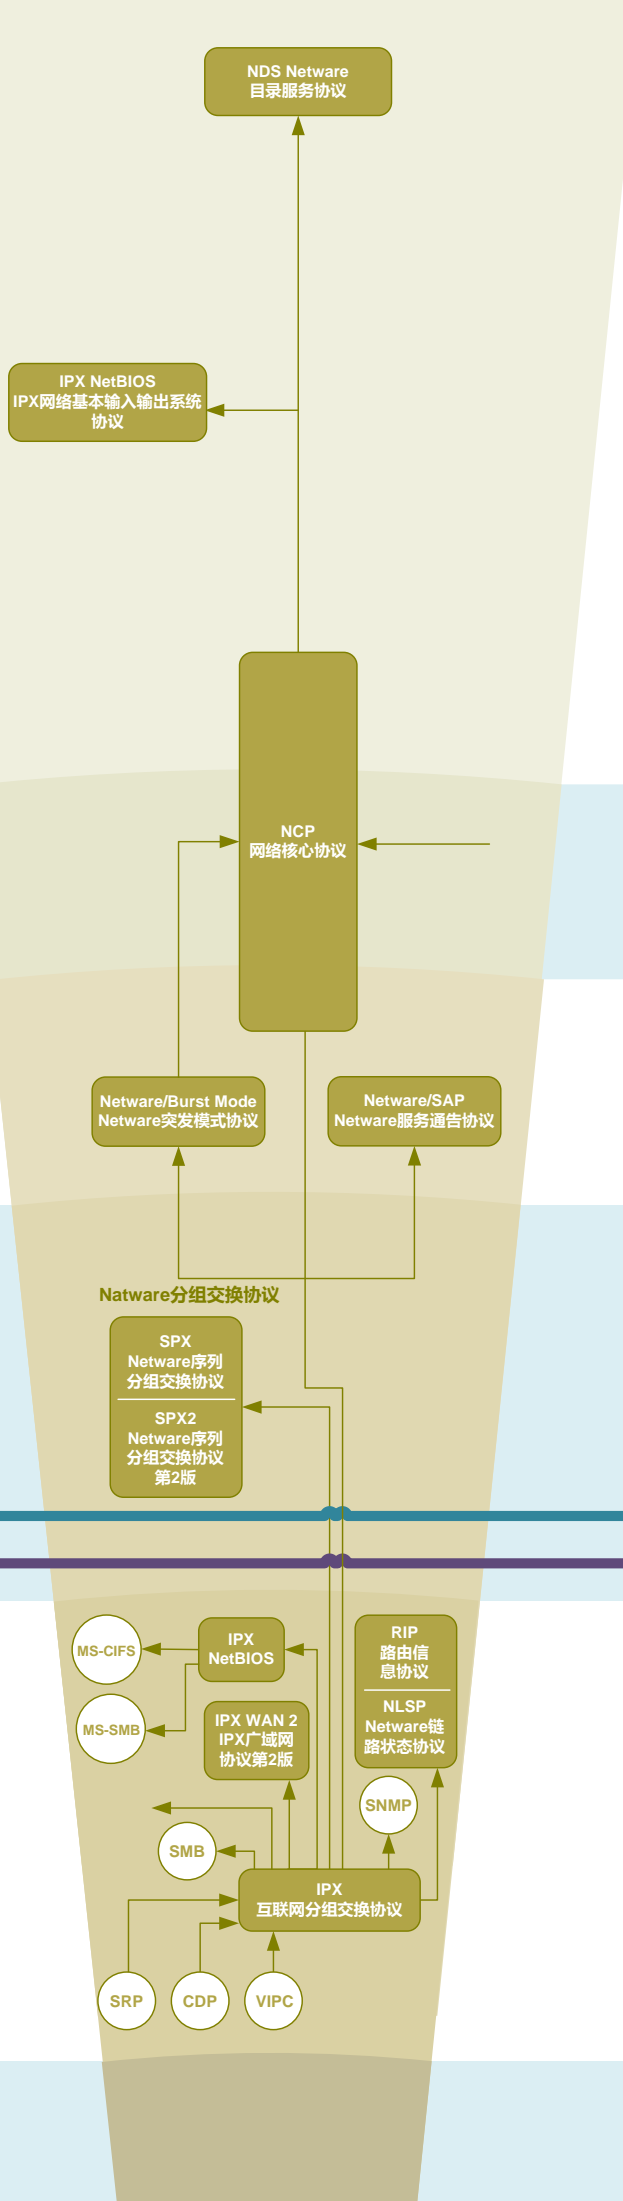 NDS Netware
目录服务协议
IPX NetBIOS
IPX网络基本输入输出系统
协议
NCP
网络核心协议
Netware/Burst Mode
Netware突发模式协议
Netware/SAP
Netware服务通告协议
Natware分组交换协议
SPX
Netware序列
分组交换协议
SPX2
Netware序列
分组交换协议
第2版
MS-CIFS
IPX
NetBIOS
RIP
路由信
息协议
NLSP
Netware链
路状态协议
MS-SMB
IPX WAN 2
IPX广域网
协议第2版
SNMP
SMB
IPX
互联网分组交换协议
SRP
CDP
VIPC